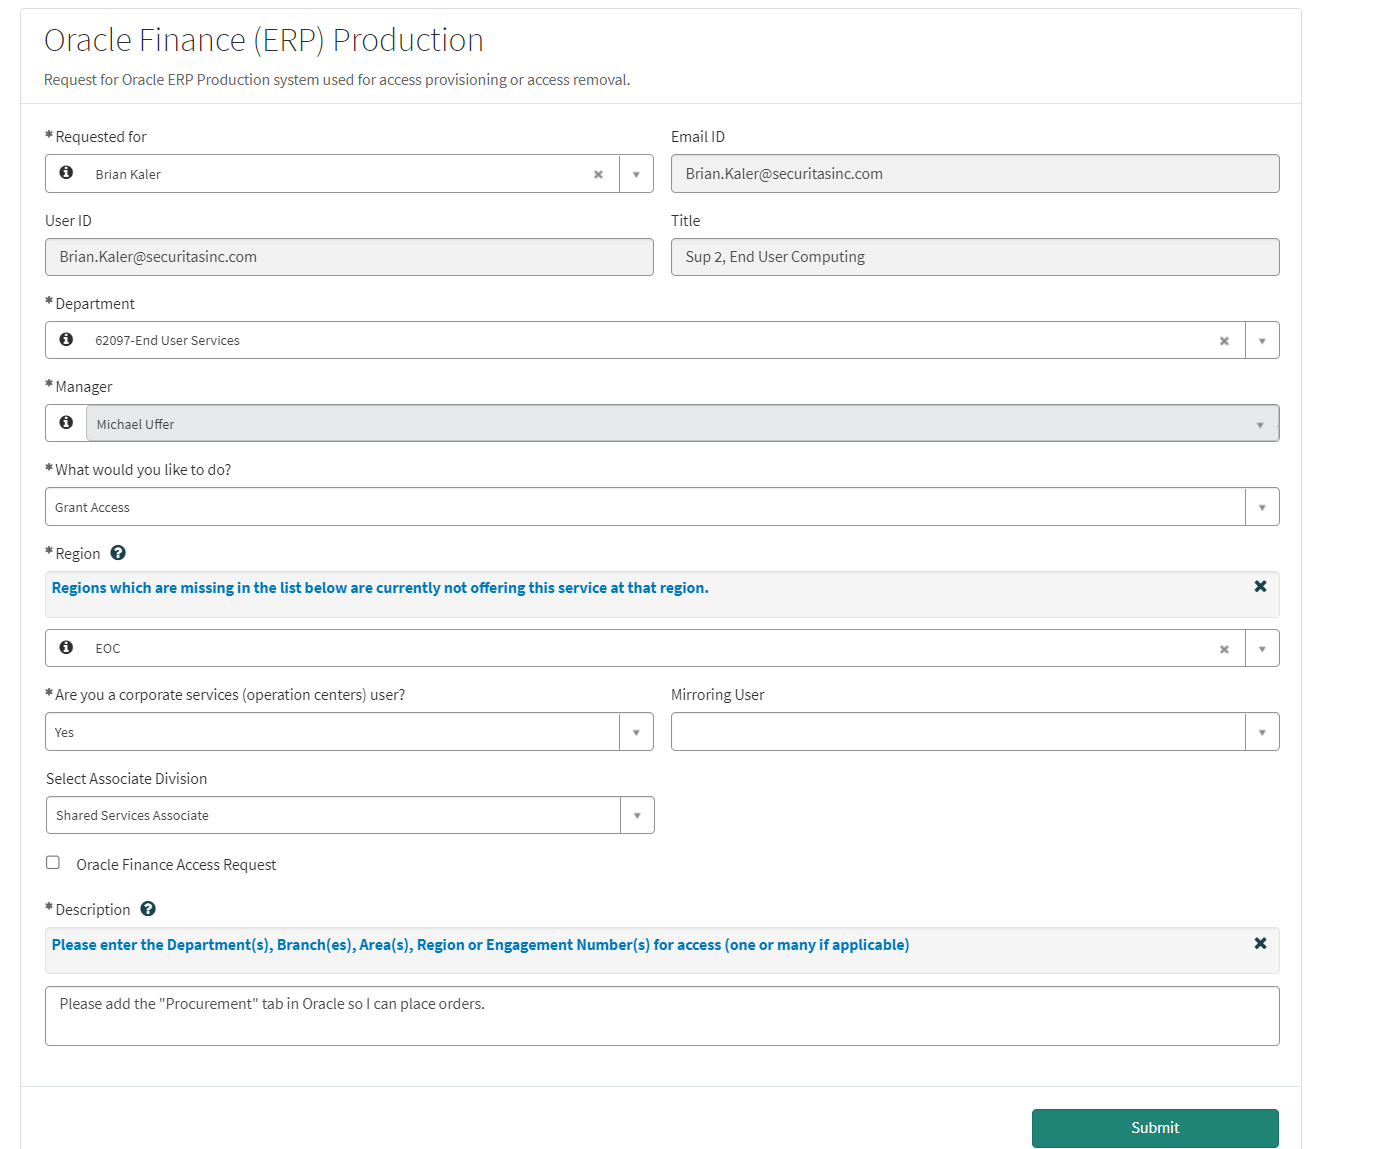 Oracle Finance (ERP) Production
Request for Oracle ERP Production system used for access provisioning or access removal.
* Requested for
Email ID
Brian Kaler
Brian.Kaler@securitasinc.com
User ID
Title
Brian.Kaler@securitasinc.com
Sup 2, End User Computing
* Department
62097-End User Services
* Manager
Michael Uffer
* What would you like to do?
Grant Access
* Region
Regions which are missing in the list below are currently not offering this service at that region.
EOC
* Are you a corporate services (operation centers) user?
Mirroring User
Yes
Select Associate Division
Shared Services Associate
Oracle Finance Access Request
* Description
Please enter the Department(s), Branch(es), Area(s), Region or Engagement Number(s) for access (one or many if applicable)
Please add the "Procurement" tab in Oracle so I can place orders.
Submit